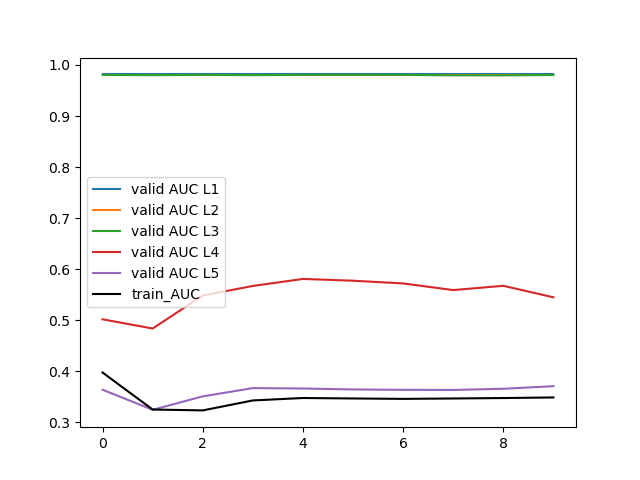 1.0
0.9
0.8
0.7
0.6
0.5
0.4
0.3
valid AUC L1
valid AUC L2
valid AUC L3
valid AUC L4
valid AUC L5
train_AUC
0 2 4 6 8